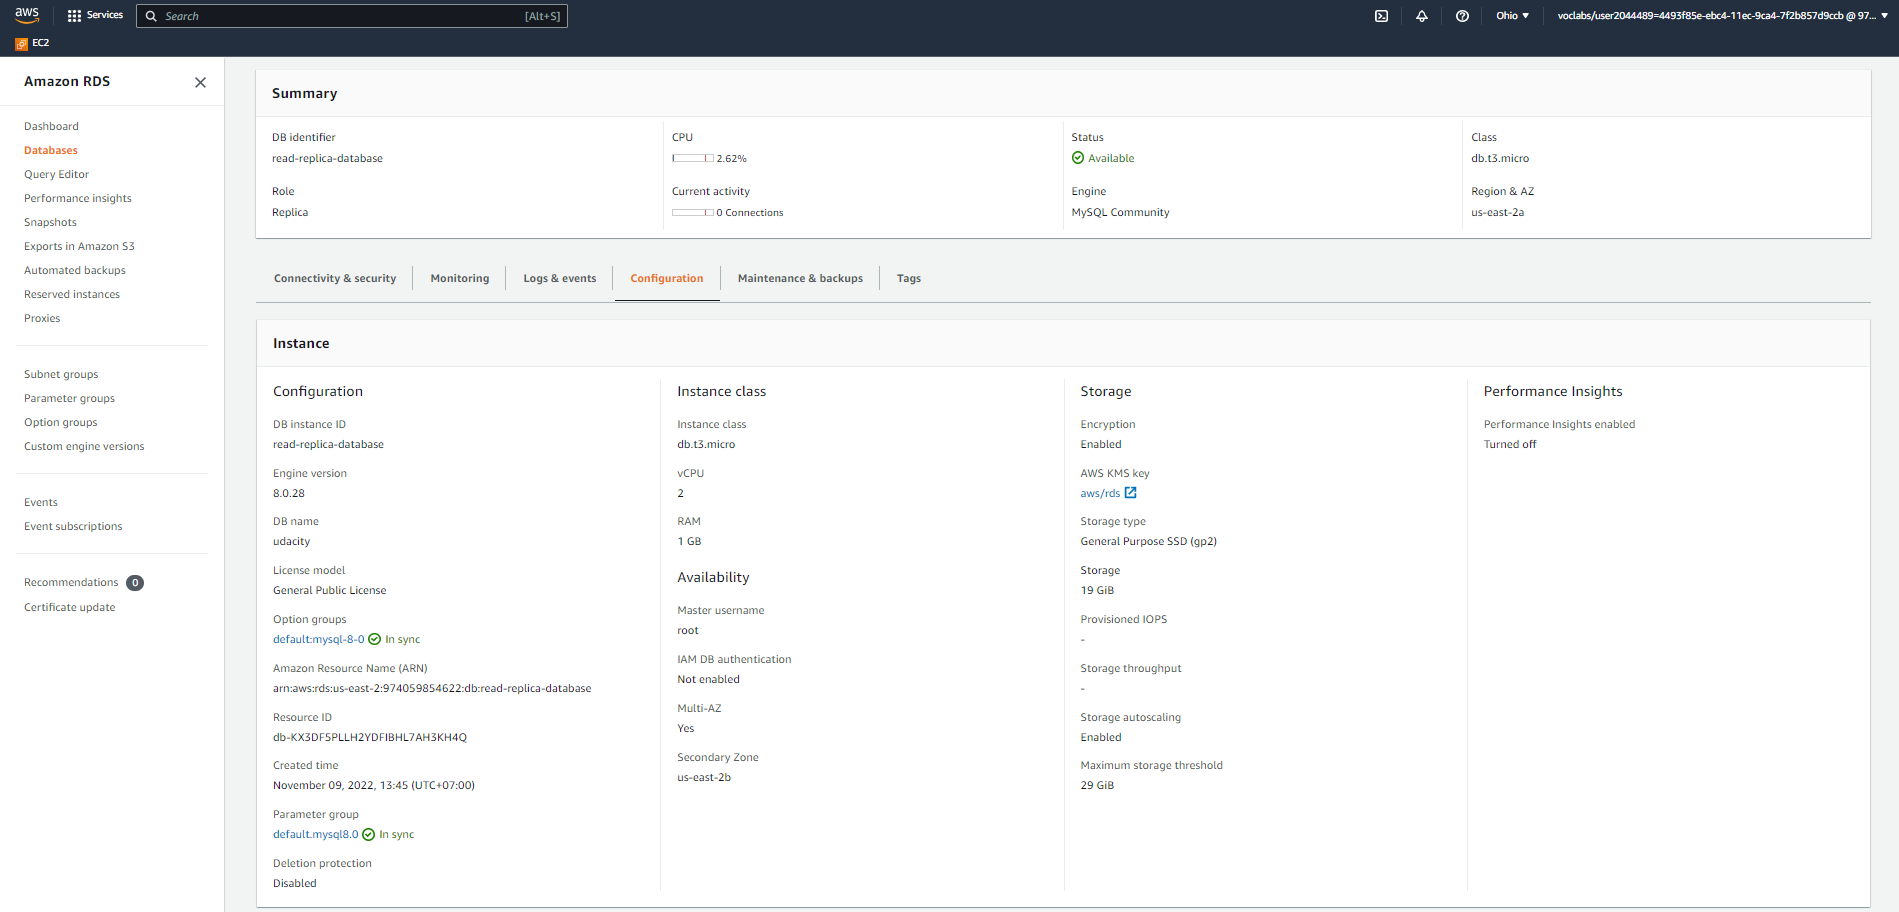 aws
Services
Search
[Alt+S]
Ohio ▼
voclabs/user2044489=4493f85e-ebc4-11ec-9ca4-7f2b857d9ccb @ 97... ▼
EC2
Amazon RDS
Dashboard
Databases
Query Editor
Performance insights
Snapshots
Exports in Amazon S3
Automated backups
Reserved instances
Proxies
Subnet groups
Parameter groups
Option groups
Custom engine versions
Events
Event subscriptions
Recommendations 0
Certificate update
Summary
DB identifier
read-replica-database
Role
Replica
CPU
2.62%
Current activity
0 Connections
Status
Available
Engine
MySQL Community
Class
db.t3.micro
Region & AZ
us-east-2a
Connectivity & security
Monitoring
Logs & events
Configuration
Maintenance & backups
Tags
Instance
Configuration
DB instance ID
read-replica-database
Engine version
8.0.28
DB name
udacity
License model
General Public License
Option groups
default:mysql-8-0 In sync
Amazon Resource Name (ARN)
arn:aws:rds:us-east-2:974059854622:db:read-replica-database
Resource ID
db-KX3DF5PLLH2YDFIBHL7AH3KH4Q
Created time
November 09, 2022, 13:45 (UTC+07:00)
Parameter group
default.mysql8.0 In sync
Deletion protection
Disabled
Instance class
Instance class
db.t3.micro
vCPU
2
RAM
1 GB
Availability
Master username
root
IAM DB authentication
Not enabled
Multi-AZ
Yes
Secondary Zone
us-east-2b
Storage
Encryption
Enabled
AWS KMS key
aws/rds
Storage type
General Purpose SSD (gp2)
Storage
19 GiB
Provisioned IOPS
-
Storage throughput
-
Storage autoscaling
Enabled
Maximum storage threshold
29 GiB
Performance Insights
Performance Insights enabled
Turned off